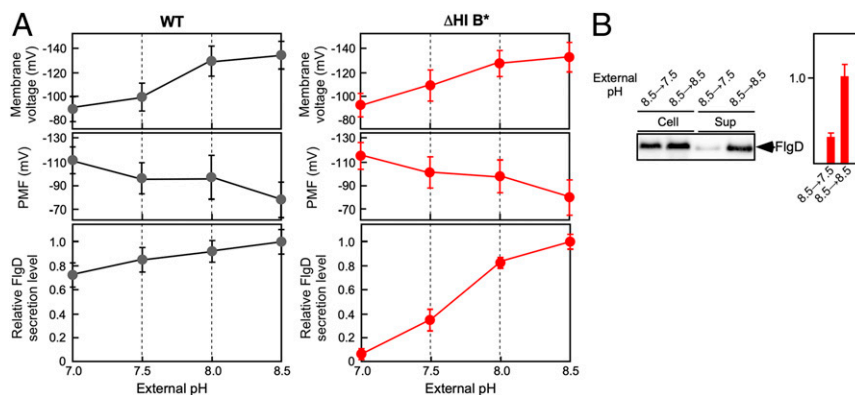 A
WT
ΔHI B*
B
Membrane
voltage (mV)
-140
-120
-100
-80
-140
-120
-100
-80
PMF
(mV)
-130
-110
-90
-70
-130
-110
-90
-70
Relative FlgD
secretion level
1.0
0.8
0.6
0.4
0.2
0
1.0
0.8
0.6
0.4
0.2
0
7.0 7.5 8.0 8.5
7.0 7.5 8.0 8.5
External pH
External pH
Membrane
voltage (mV)
PMF
(mV)
Relative FlgD
secretion level
External
pH
8.5→7.5
8.5→8.5
8.5→7.5
8.5→8.5
Cell Sup
FlgD
1.0
8.5→7.5
8.5→8.5